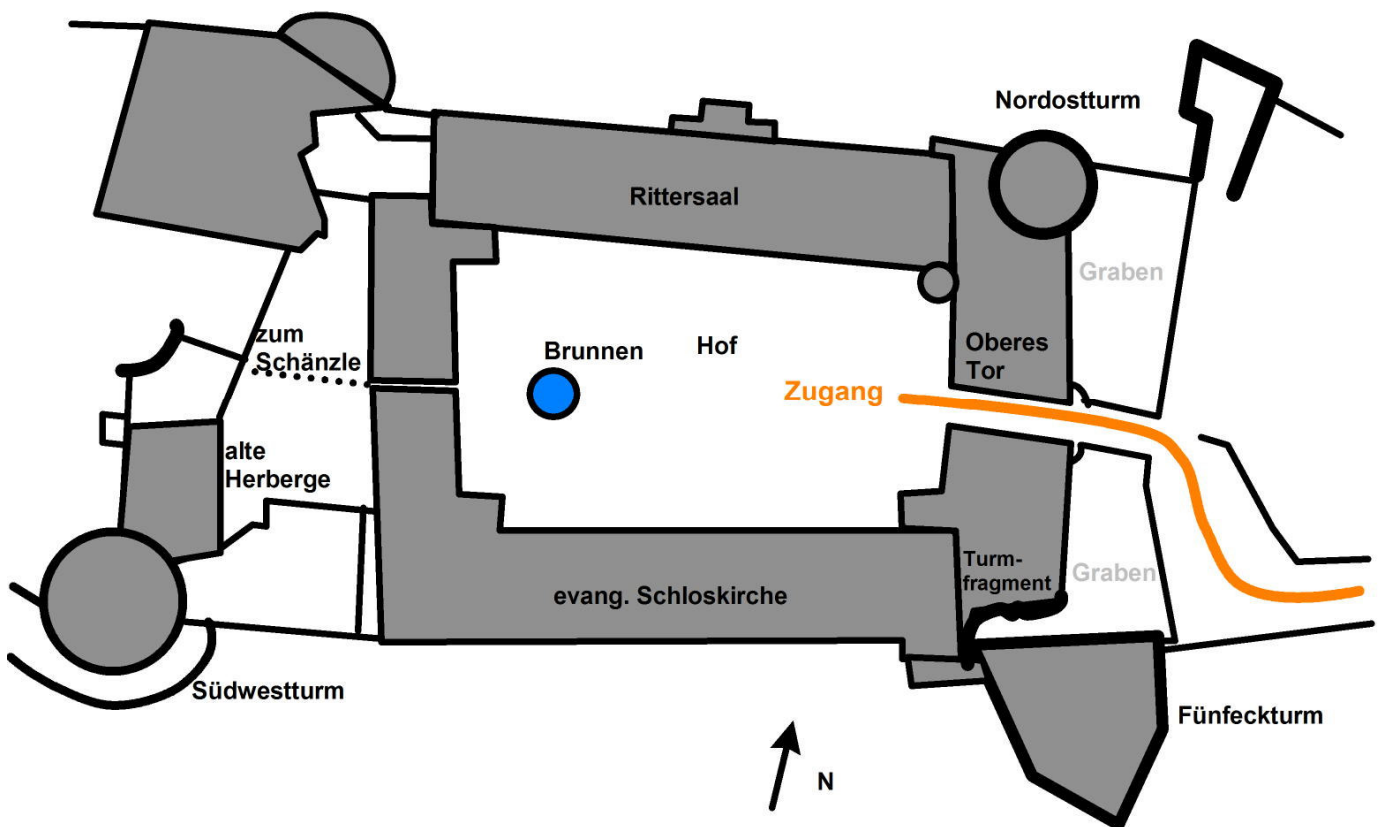 Nordostturm
Rittersaal
Graben
zum
Schänzle
Brunnen
Hof
Oberes
Tor
Zugang
alte
Herberge
Turm-
fragment
Graben
evang. Schloskirche
Südwestturm
Fünfeckturm
N